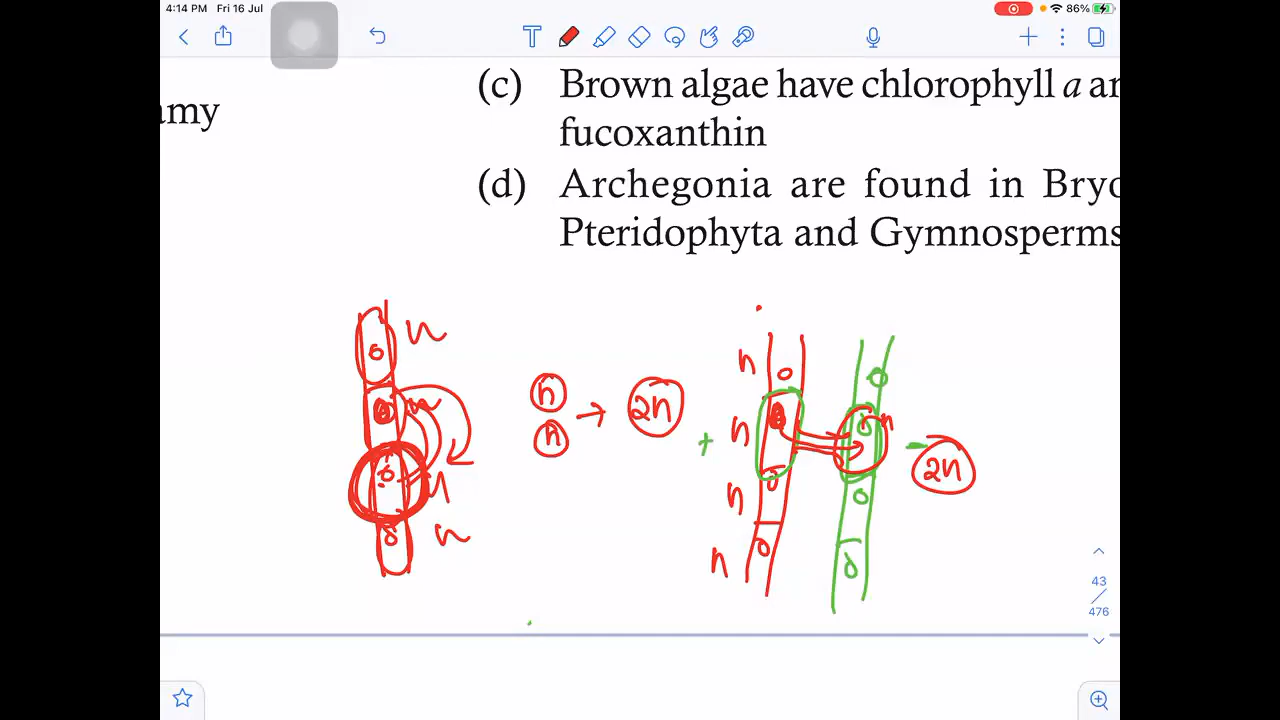 4:14 PM Fri 16 Jul
86%
T
amy
(c) Brown algae have chlorophyll a ar
fucoxanthin
(d) Archegonia are found in Bryo
Pteridophyta and Gymnosperms
n
n
n
n
n
n
2n
n
n
n
n
n
2n
+
-
43
/
476